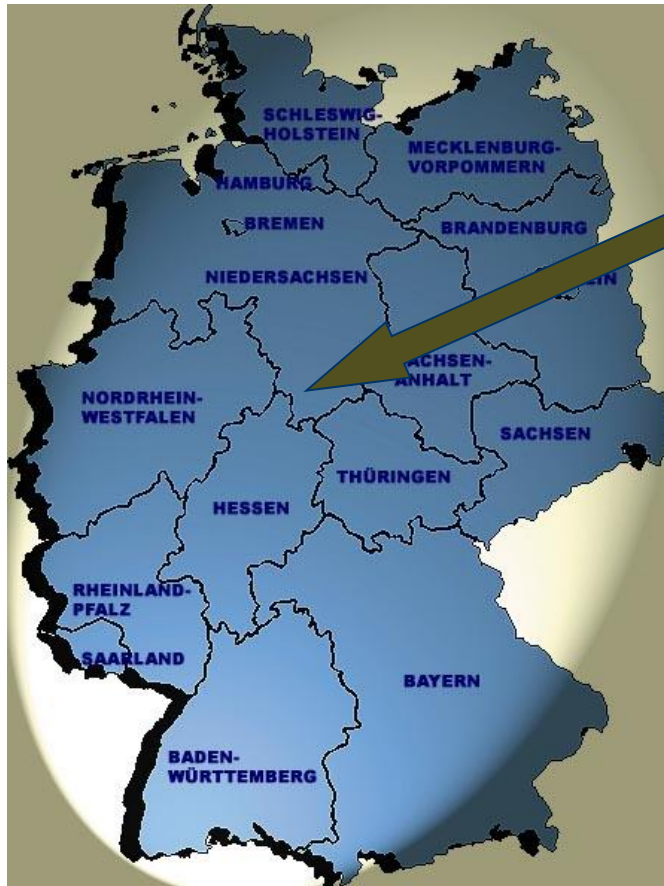 SCHLESWIG-
HOLSTEIN
MECKLENBURG-
VORPOMMERN
HAMBURG
BREMEN
BRANDENBURG
NIEDERSACHSEN
NORDRHEIN-
WESTFALEN
ANHALT
SACHSEN
THÜRINGEN
HESSEN
RHEINLAND-
PFALZ
SAARLAND
BAYERN
BADEN-
WÜRTTEMBERG